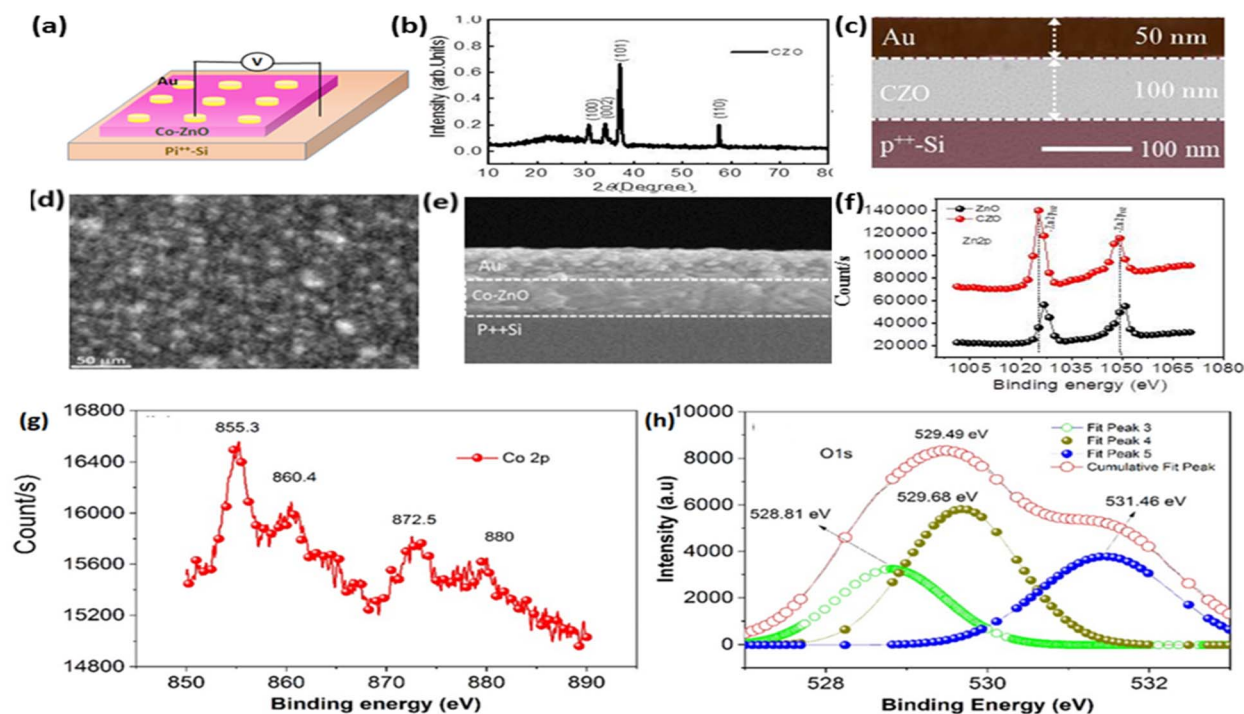 (a)
V
Au
Co-ZnO
Pi⁺⁺-Si
(b)
Intensity (arb.Units)
1.0
0.8
0.6
0.4
0.2
0.0
CZO
(100)
(002)
(101)
(110)
10 20 30 40 50 60 70 80
2θ(Degree)
(c)
Au
50 nm
CZO
100 nm
p⁺⁺-Si
100 nm
(d)
50 µm
(e)
Au
Co-ZnO
P++Si
(f)
Count/s
140000
120000
100000
80000
60000
40000
20000
ZnO
CZO
Zn2p
1005 1020 1035 1050 1065 1080
Binding energy (eV)
(g)
Count/s
16800
16400
16000
15600
15200
14800
855.3
860.4
872.5
880
Co 2p
850 860 870 880 890
Binding energy (eV)
(h)
Intensity (a.u)
10000
8000
6000
4000
2000
0
O1s
529.49 eV
529.68 eV
528.81 eV
531.46 eV
Fit Peak 3
Fit Peak 4
Fit Peak 5
Cumulative Fit Peak
528 530 532
Binding Energy (eV)